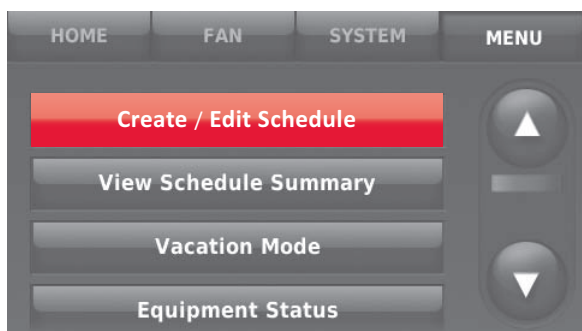 HOME FAN SYSTEM MENU
Create / Edit Schedule
View Schedule Summary
Vacation Mode
Equipment Status